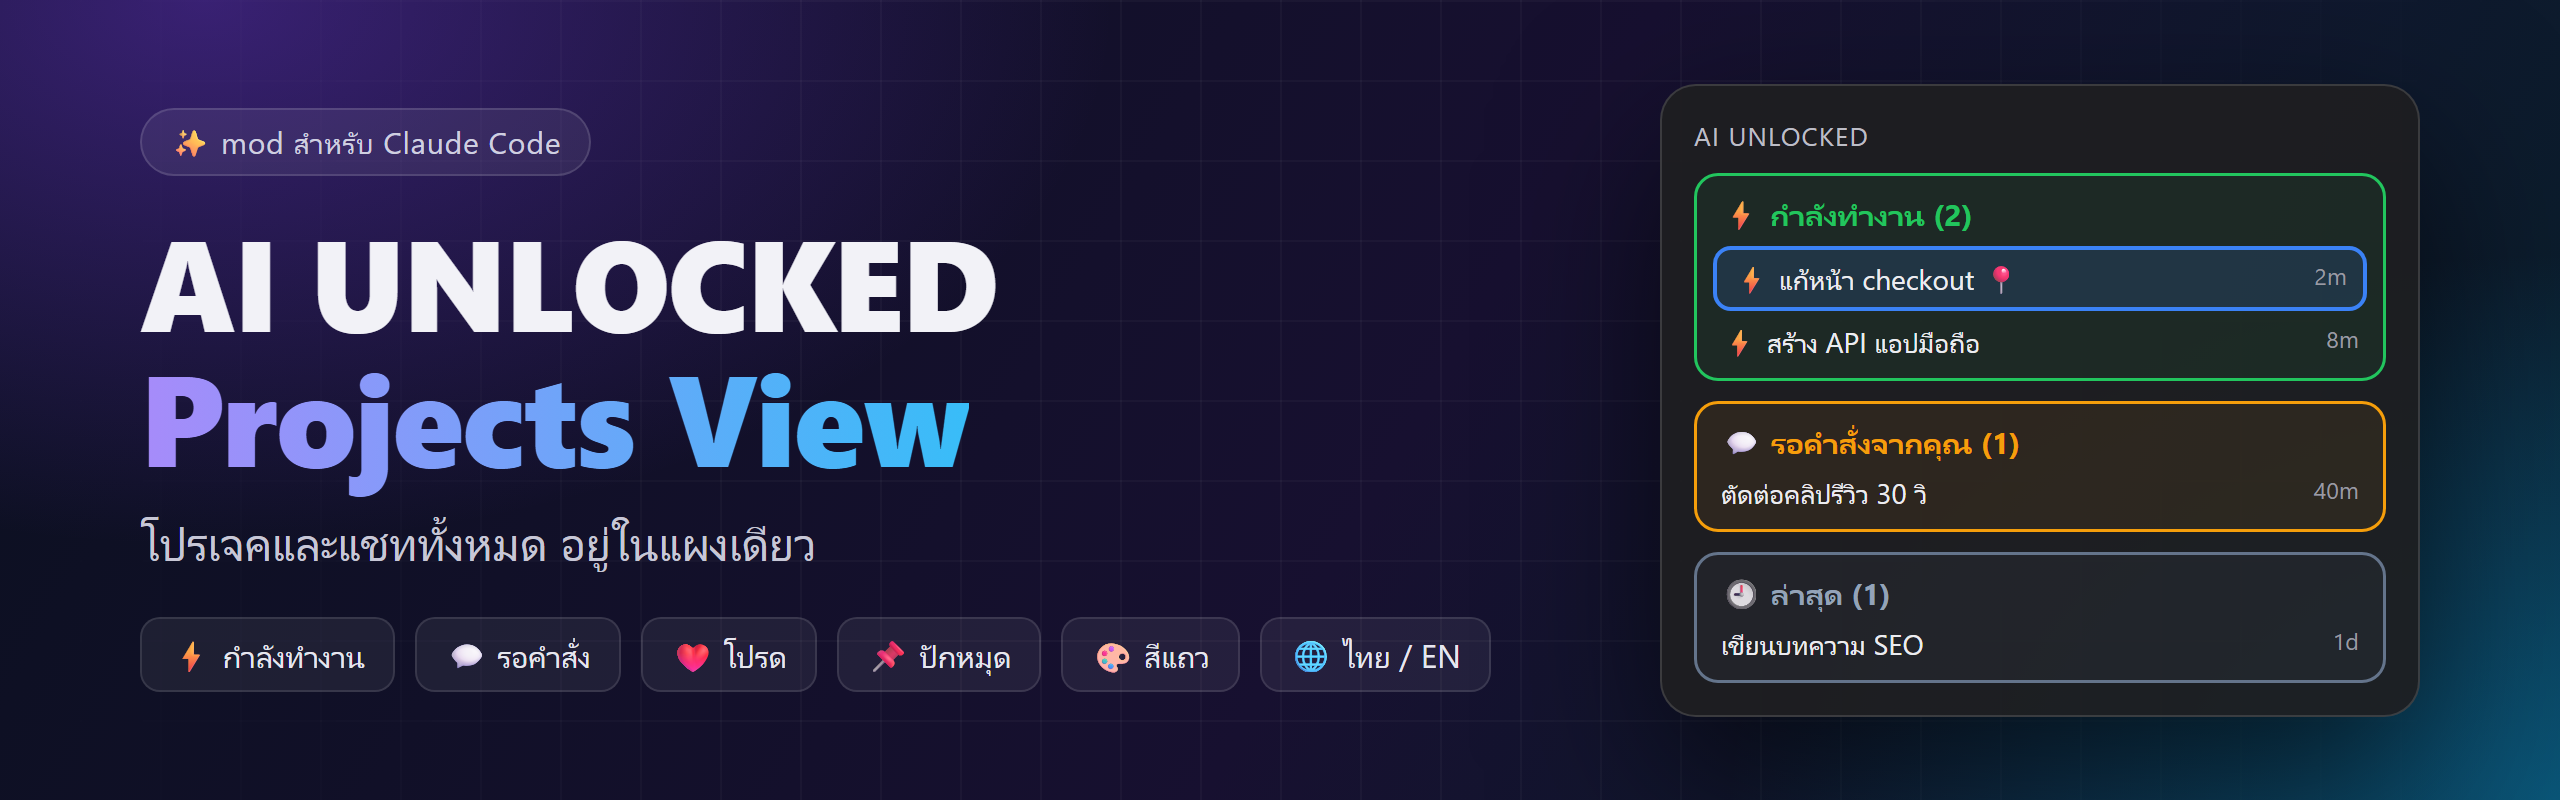 ✨ mod สำหรับ Claude Code
AI UNLOCKED
Projects View
โปรเจคและแชททั้งหมด อยู่ในแผงเดียว
⚡ กำลังทำงาน
💬 รอคำสั่ง
❤️ โปรด
📌 ปักหมุด
🎨 สีแถว
🌐 ไทย / EN
AI UNLOCKED
⚡ กำลังทำงาน (2)
⚡ แก้หน้า checkout 📍 2m
⚡ สร้าง API แอปมือถือ 8m
💬 รอคำสั่งจากคุณ (1)
ตัดต่อคลิปรีวิว 30 วิ 40m
🕘 ล่าสุด (1)
เขียนบทความ SEO 1d